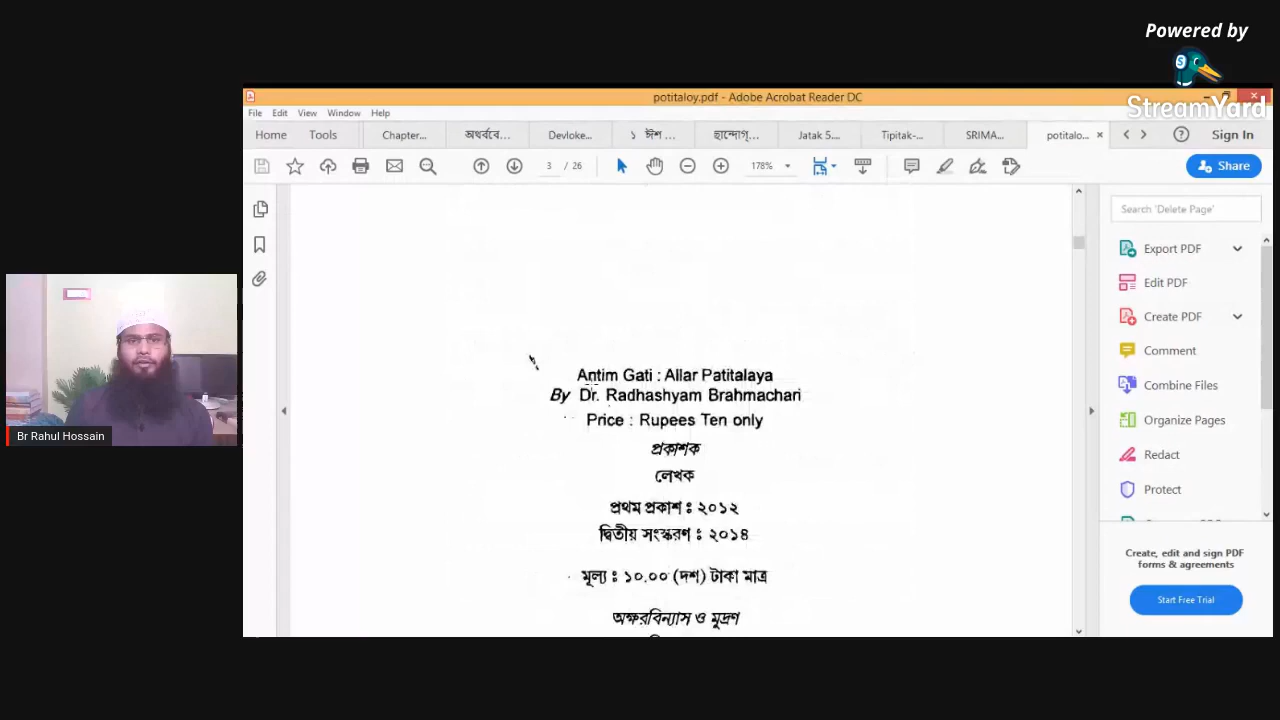 Powered by
StreamYard
potitaloy.pdf - Adobe Acrobat Reader DC
File Edit View Window Help
Home Tools Chapter... অথর্ববে... Devloke... ১ ঈশ ... ছান্দোগ্... Jatak 5... Tipitak-... SRIMA... potitalo... × Sign In
3 / 26 178% Share
Search 'Delete Page'
Export PDF
Edit PDF
Create PDF
Comment
Combine Files
Organize Pages
Redact
Protect
Create, edit and sign PDF
forms & agreements
Start Free Trial
Antim Gati : Allar Patitalaya
By Dr. Radhashyam Brahmachari
Price : Rupees Ten only
প্রকাশক
লেখক
প্রথম প্রকাশ : ২০১২
দ্বিতীয় সংস্করণ : ২০১৪
মূল্য : ১০.০০ (দশ) টাকা মাত্র
অক্ষরবিন্যাস ও মুদ্রণ
Br Rahul Hossain